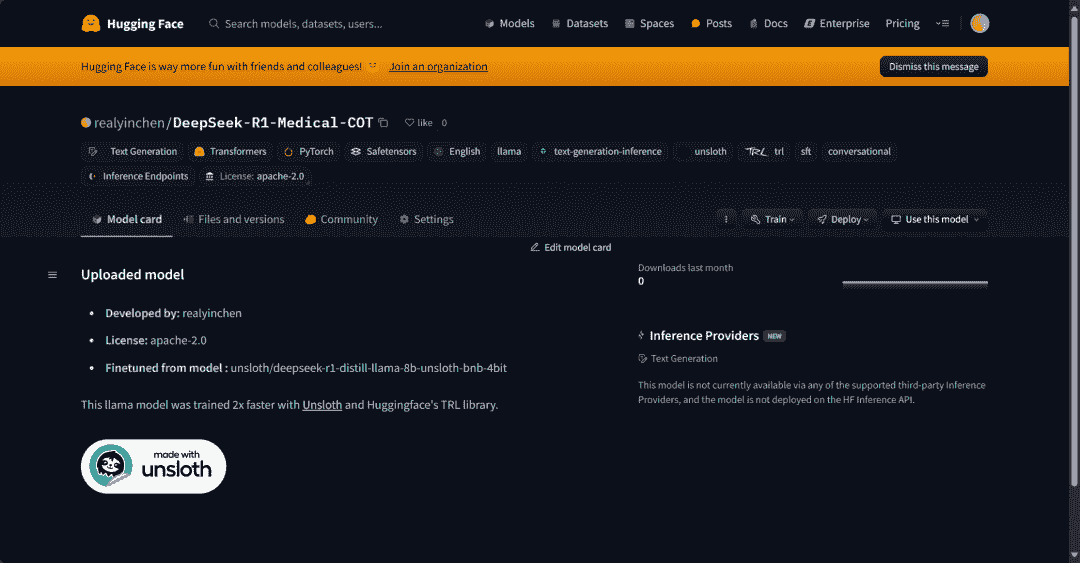 Hugging Face Search models, datasets, users... Models Datasets Spaces Posts Docs Enterprise Pricing
Hugging Face is way more fun with friends and colleagues! Join an organization Dismiss this message
realyinchen/DeepSeek-R1-Medical-COT like 0
Text Generation Transformers PyTorch Safetensors English llama text-generation-inference unsloth TRL trl sft conversational
Inference Endpoints License: apache-2.0
Model card Files and versions Community Settings Train Deploy Use this model
Edit model card
Uploaded model
Downloads last month
0
• Developed by: realyinchen
• License: apache-2.0
• Finetuned from model : unsloth/deepseek-r1-distill-llama-8b-unsloth-bnb-4bit
This llama model was trained 2x faster with Unsloth and Huggingface's TRL library.
made with
unsloth
Inference Providers NEW
Text Generation
This model is not currently available via any of the supported third-party Inference
Providers, and the model is not deployed on the HF Inference API.